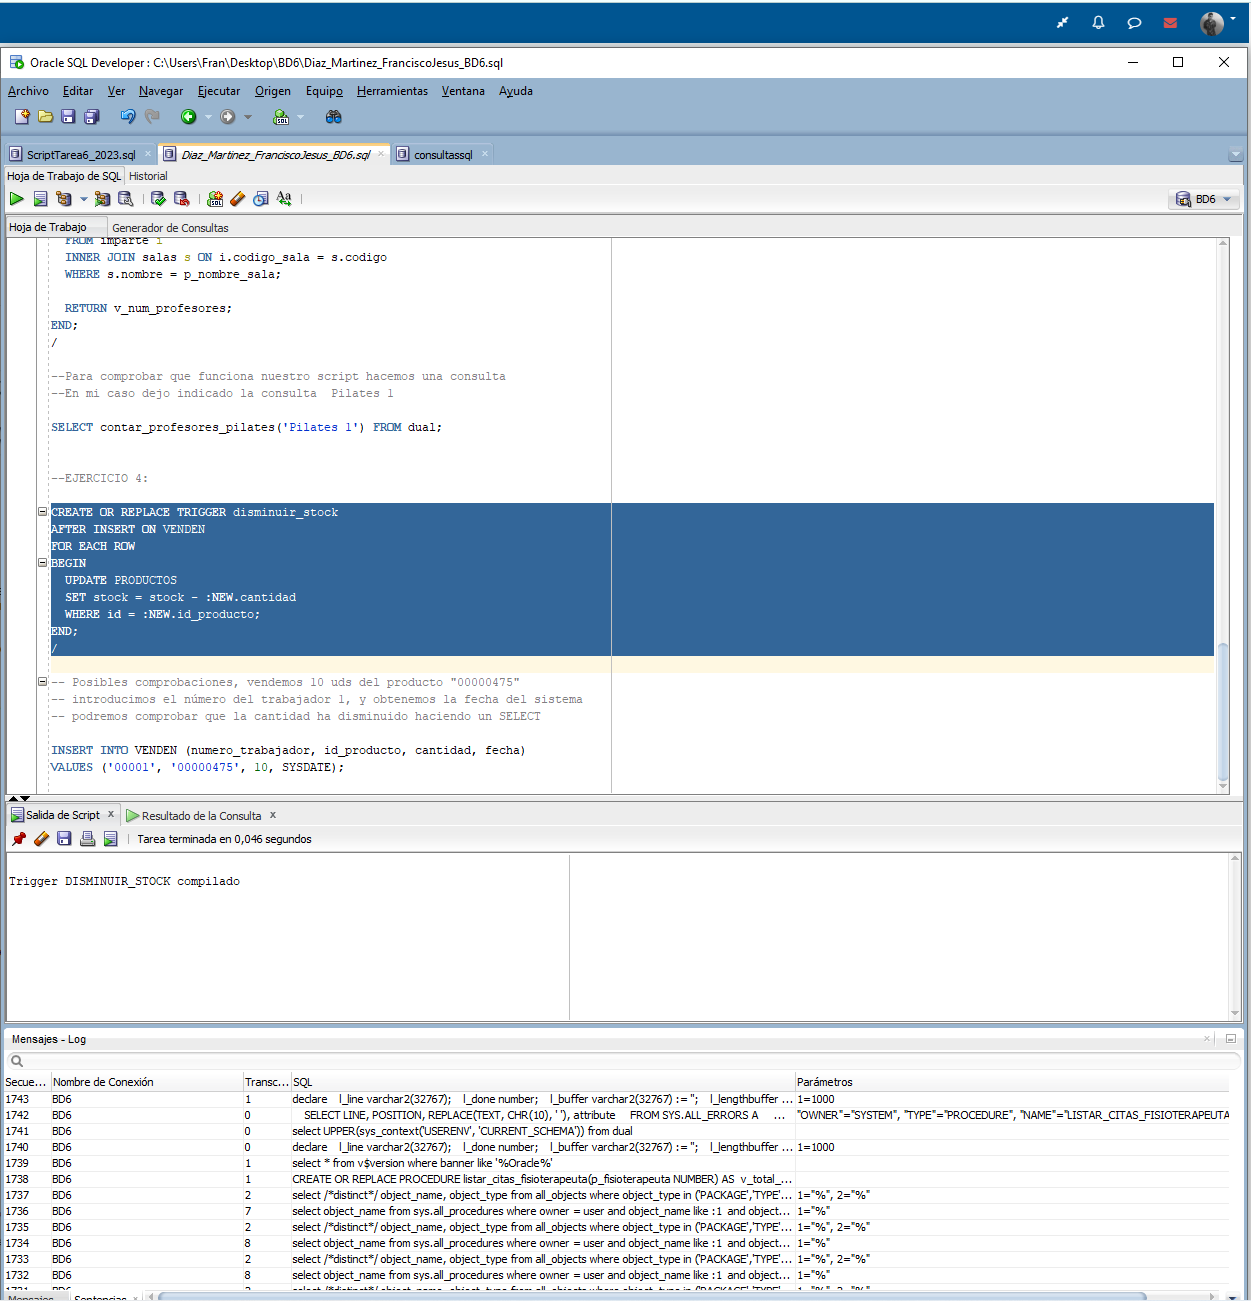 Oracle SQL Developer : C:\Users\Fran\Desktop\BD6\Diaz_Martinez_FranciscoJesus_BD6.sql
Archivo Editar Ver Navegar Ejecutar Origen Equipo Herramientas Ventana Ayuda
ScriptTarea6_2023.sql × Diaz_Martinez_FranciscoJesus_BD6.sql × consultassql ×
Hoja de Trabajo de SQL Historial
BD6
Hoja de Trabajo Generador de Consultas
FROM imparte i
INNER JOIN salas s ON i.codigo_sala = s.codigo
WHERE s.nombre = p_nombre_sala;
RETURN v_num_profesores;
END;
/
--Para comprobar que funciona nuestro script hacemos una consulta
--En mi caso dejo indicado la consulta  Pilates 1
SELECT contar_profesores_pilates('Pilates 1') FROM dual;
--EJERCICIO 4:
CREATE OR REPLACE TRIGGER disminuir_stock
AFTER INSERT ON VENDEN
FOR EACH ROW
BEGIN
UPDATE PRODUCTOS
SET stock = stock - :NEW.cantidad
WHERE id = :NEW.id_producto;
END;
/
-- Posibles comprobaciones, vendemos 10 uds del producto "00000475"
-- introducimos el número del trabajador 1, y obtenemos la fecha del sistema
-- podremos comprobar que la cantidad ha disminuido haciendo un SELECT
INSERT INTO VENDEN (numero_trabajador, id_producto, cantidad, fecha)
VALUES ('00001', '00000475', 10, SYSDATE);
Salida de Script × Resultado de la Consulta ×
Tarea terminada en 0,046 segundos
Trigger DISMINUIR_STOCK compilado
Mensajes - Log
Secue... Nombre de Conexión Transc... SQL Parámetros
1743 BD6 1 declare l_line varchar2(32767); l_done number; l_buffer varchar2(32767) := ''; l_lengthbuffer ... 1=1000
1742 BD6 0 SELECT LINE, POSITION, REPLACE(TEXT, CHR(10), ' '), attribute FROM SYS.ALL_ERRORS A ... "OWNER"="SYSTEM", "TYPE"="PROCEDURE", "NAME"="LISTAR_CITAS_FISIOTERAPEUTA
1741 BD6 0 select UPPER(sys_context('USERENV', 'CURRENT_SCHEMA')) from dual
1740 BD6 0 declare l_line varchar2(32767); l_done number; l_buffer varchar2(32767) := ''; l_lengthbuffer ... 1=1000
1739 BD6 1 select * from v$version where banner like '%Oracle%'
1738 BD6 1 CREATE OR REPLACE PROCEDURE listar_citas_fisioterapeuta(p_fisioterapeuta NUMBER) AS v_total_...
1737 BD6 2 select /*distinct*/ object_name, object_type from all_objects where object_type in ('PACKAGE','TYPE'... 1="%", 2="%"
1736 BD6 7 select object_name from sys.all_procedures where owner = user and object_name like :1 and object... 1="%"
1735 BD6 2 select /*distinct*/ object_name, object_type from all_objects where object_type in ('PACKAGE','TYPE'... 1="%", 2="%"
1734 BD6 8 select object_name from sys.all_procedures where owner = user and object_name like :1 and object... 1="%"
1733 BD6 2 select /*distinct*/ object_name, object_type from all_objects where object_type in ('PACKAGE','TYPE'... 1="%", 2="%"
1732 BD6 8 select object_name from sys.all_procedures where owner = user and object_name like :1 and object... 1="%"
Mensajes Sentencias ×